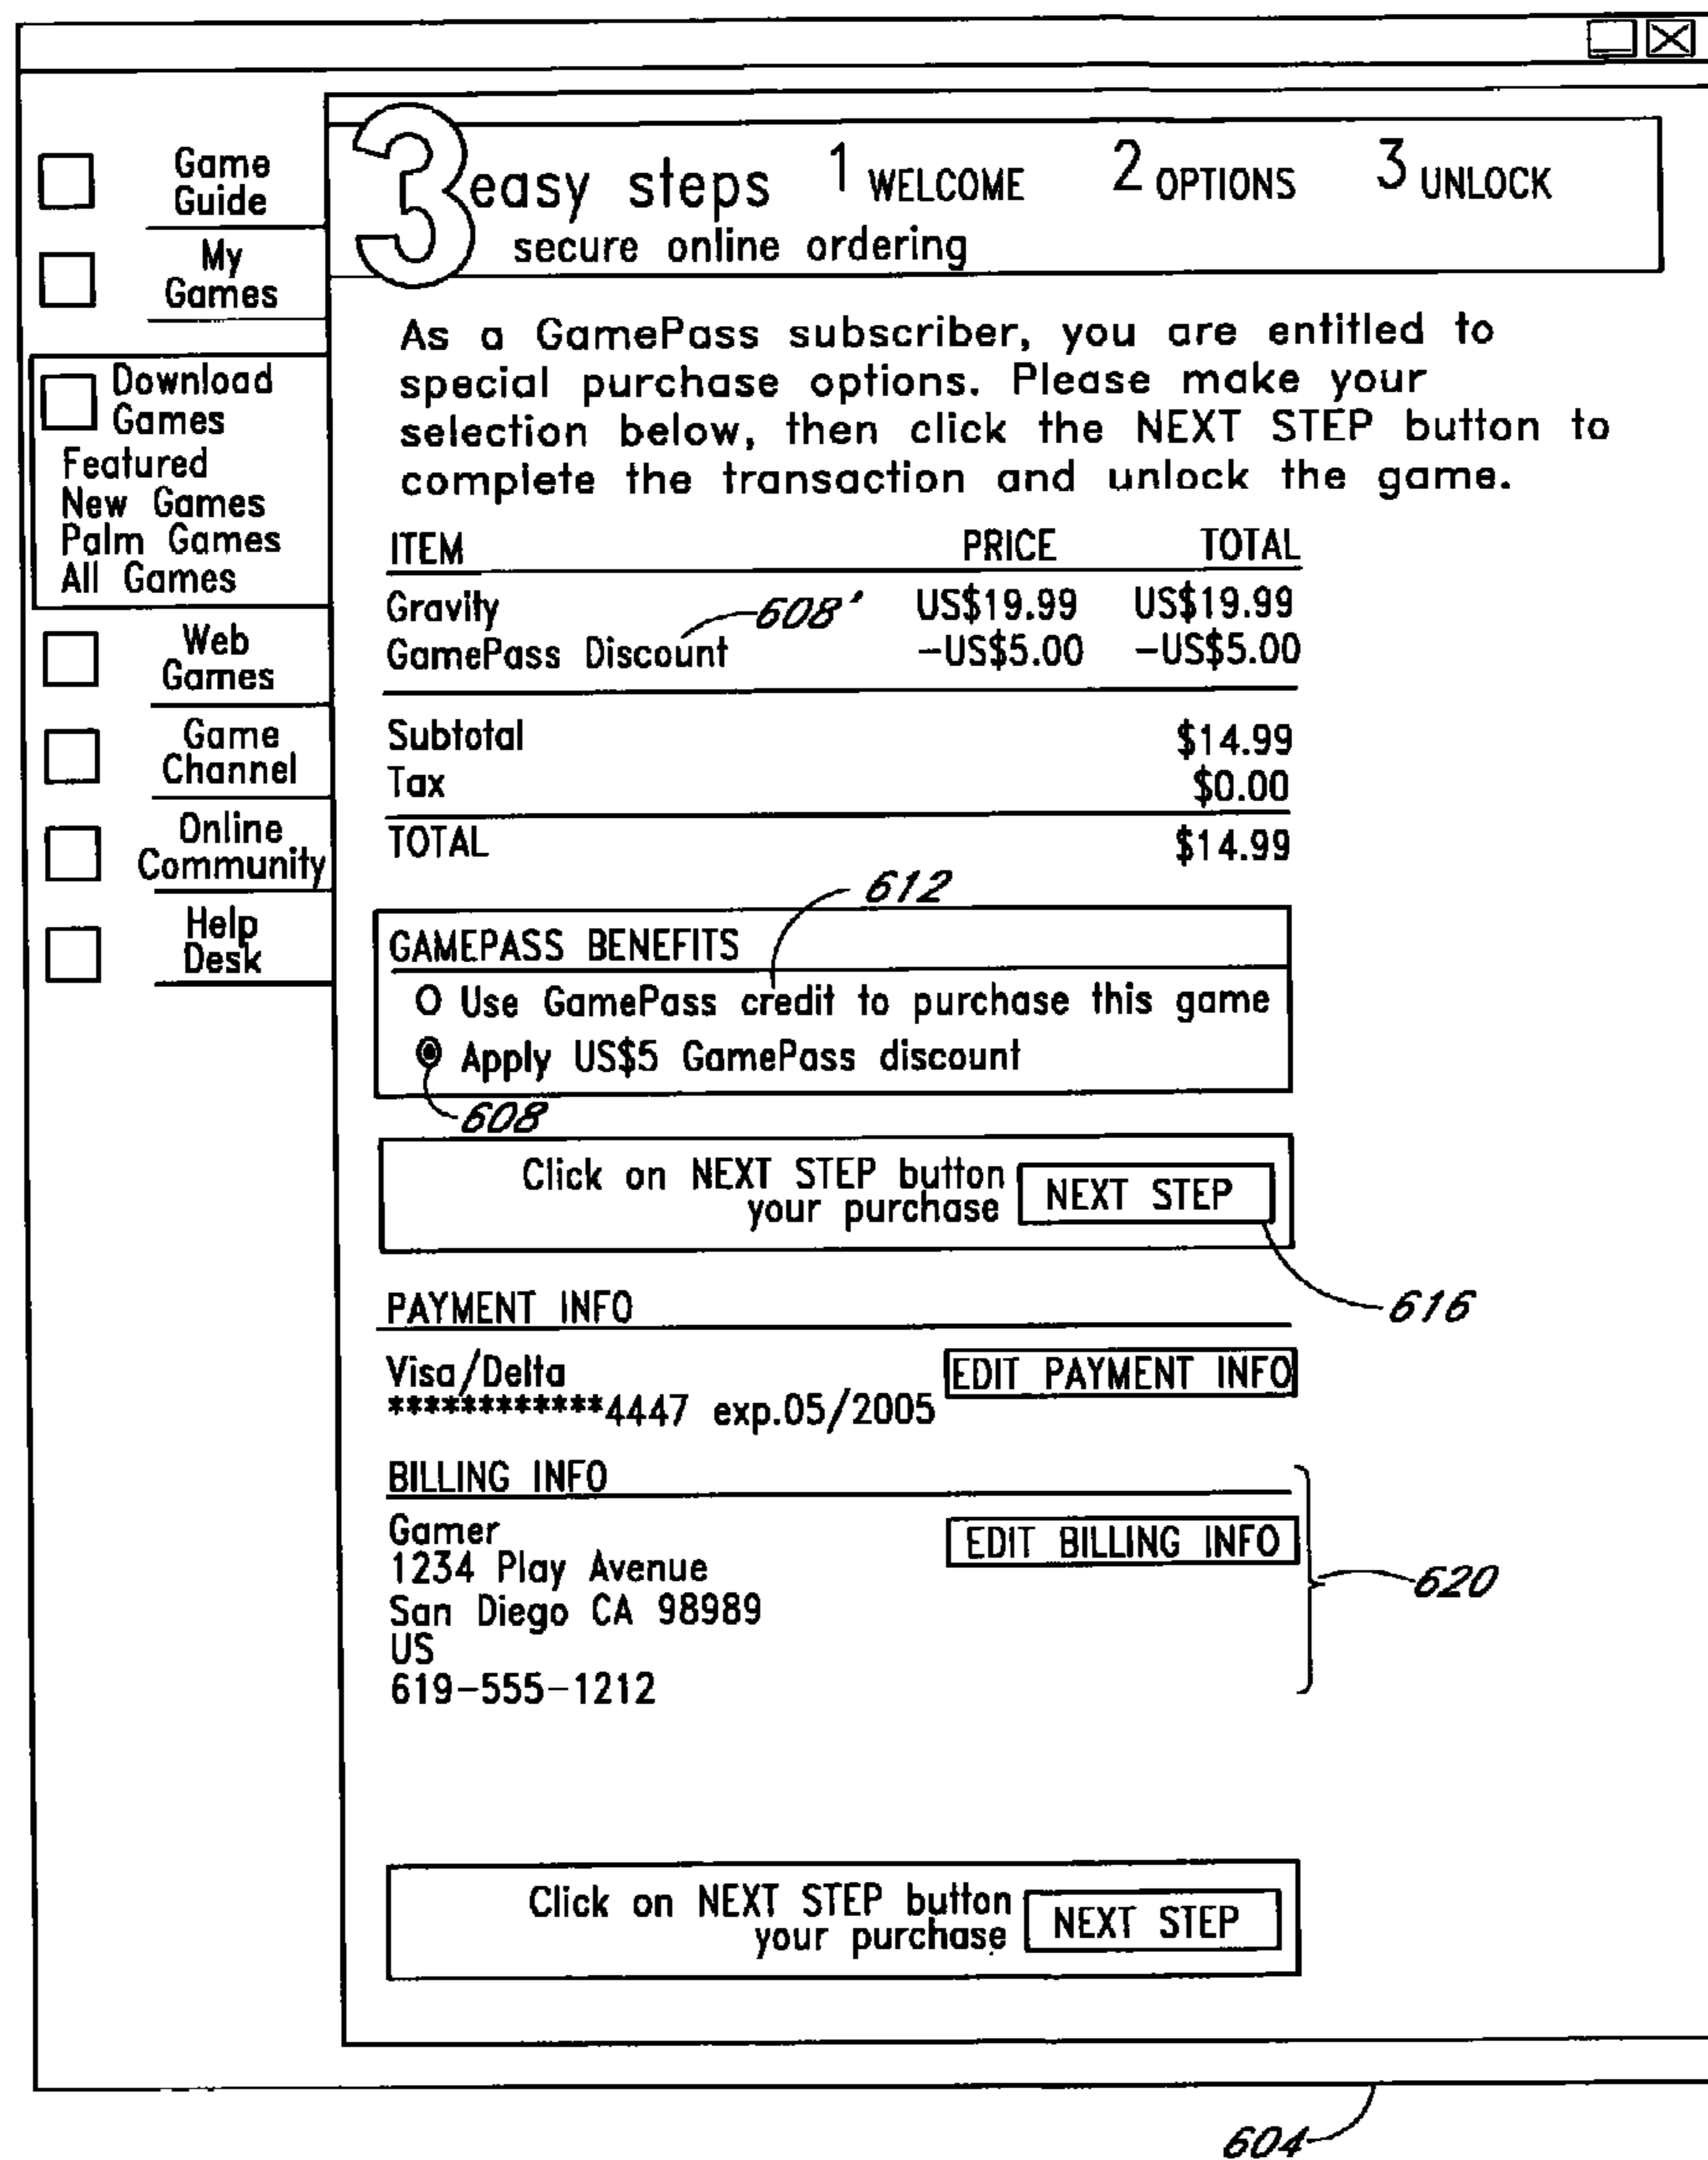 Game
Guide
My
Games
Download
Games
Featured
New Games
Palm Games
All Games
Web
Games
Game
Channel
Online
Community
Help
Desk
3 easy steps 1 WELCOME 2 OPTIONS 3 UNLOCK
secure online ordering
As a GamePass subscriber, you are entitled to
special purchase options. Please make your
selection below, then click the NEXT STEP button to
complete the transaction and unlock the game.
ITEM PRICE TOTAL
Gravity 608' US$19.99 US$19.99
GamePass Discount -US$5.00 -US$5.00
Subtotal $14.99
Tax $0.00
TOTAL $14.99
612
GAMEPASS BENEFITS
Use GamePass credit to purchase this game
Apply US$5 GamePass discount
608
Click on NEXT STEP button
your purchase
NEXT STEP
616
PAYMENT INFO
Visa/Delta EDIT PAYMENT INFO
************4447 exp.05/2005
BILLING INFO
Gamer EDIT BILLING INFO
1234 Play Avenue
620
San Diego CA 98989
US
619-555-1212
Click on NEXT STEP button
your purchase
NEXT STEP
604